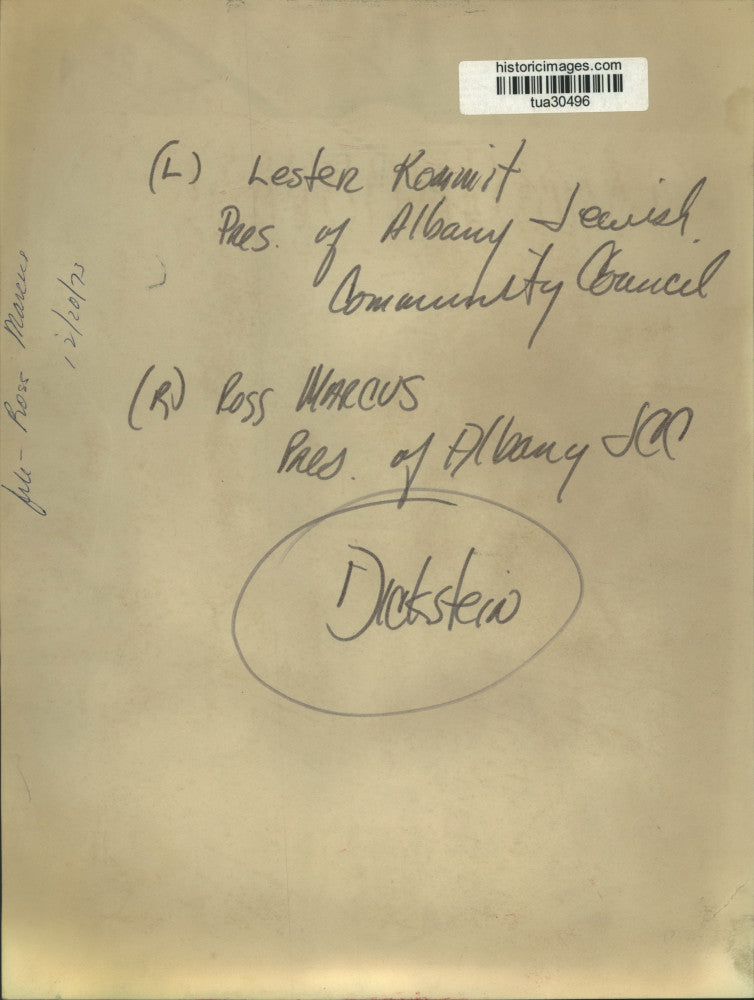 historicimages.com
tua30496
(L) Lester Kommit
Pres. of Albany Jewish
Community Council
(R) Ross MARCUS
Pres. of Albany JCC
Dickstein
file - Ross Marcus
12/20/73